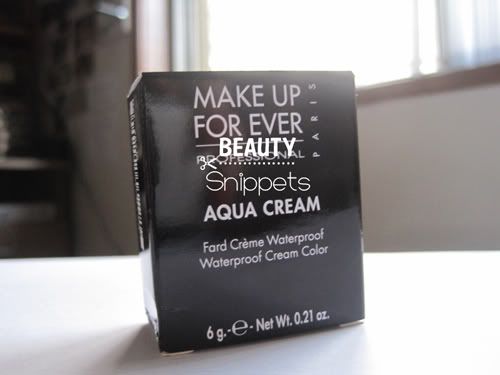 MAKE UP
FOR EVER
PARIS
PROFESSIONAL
BEAUTY
Snippets
AQUA CREAM
Fard Crème Waterproof
Waterproof Cream Color
6 g.-e- Net Wt. 0.21 oz.